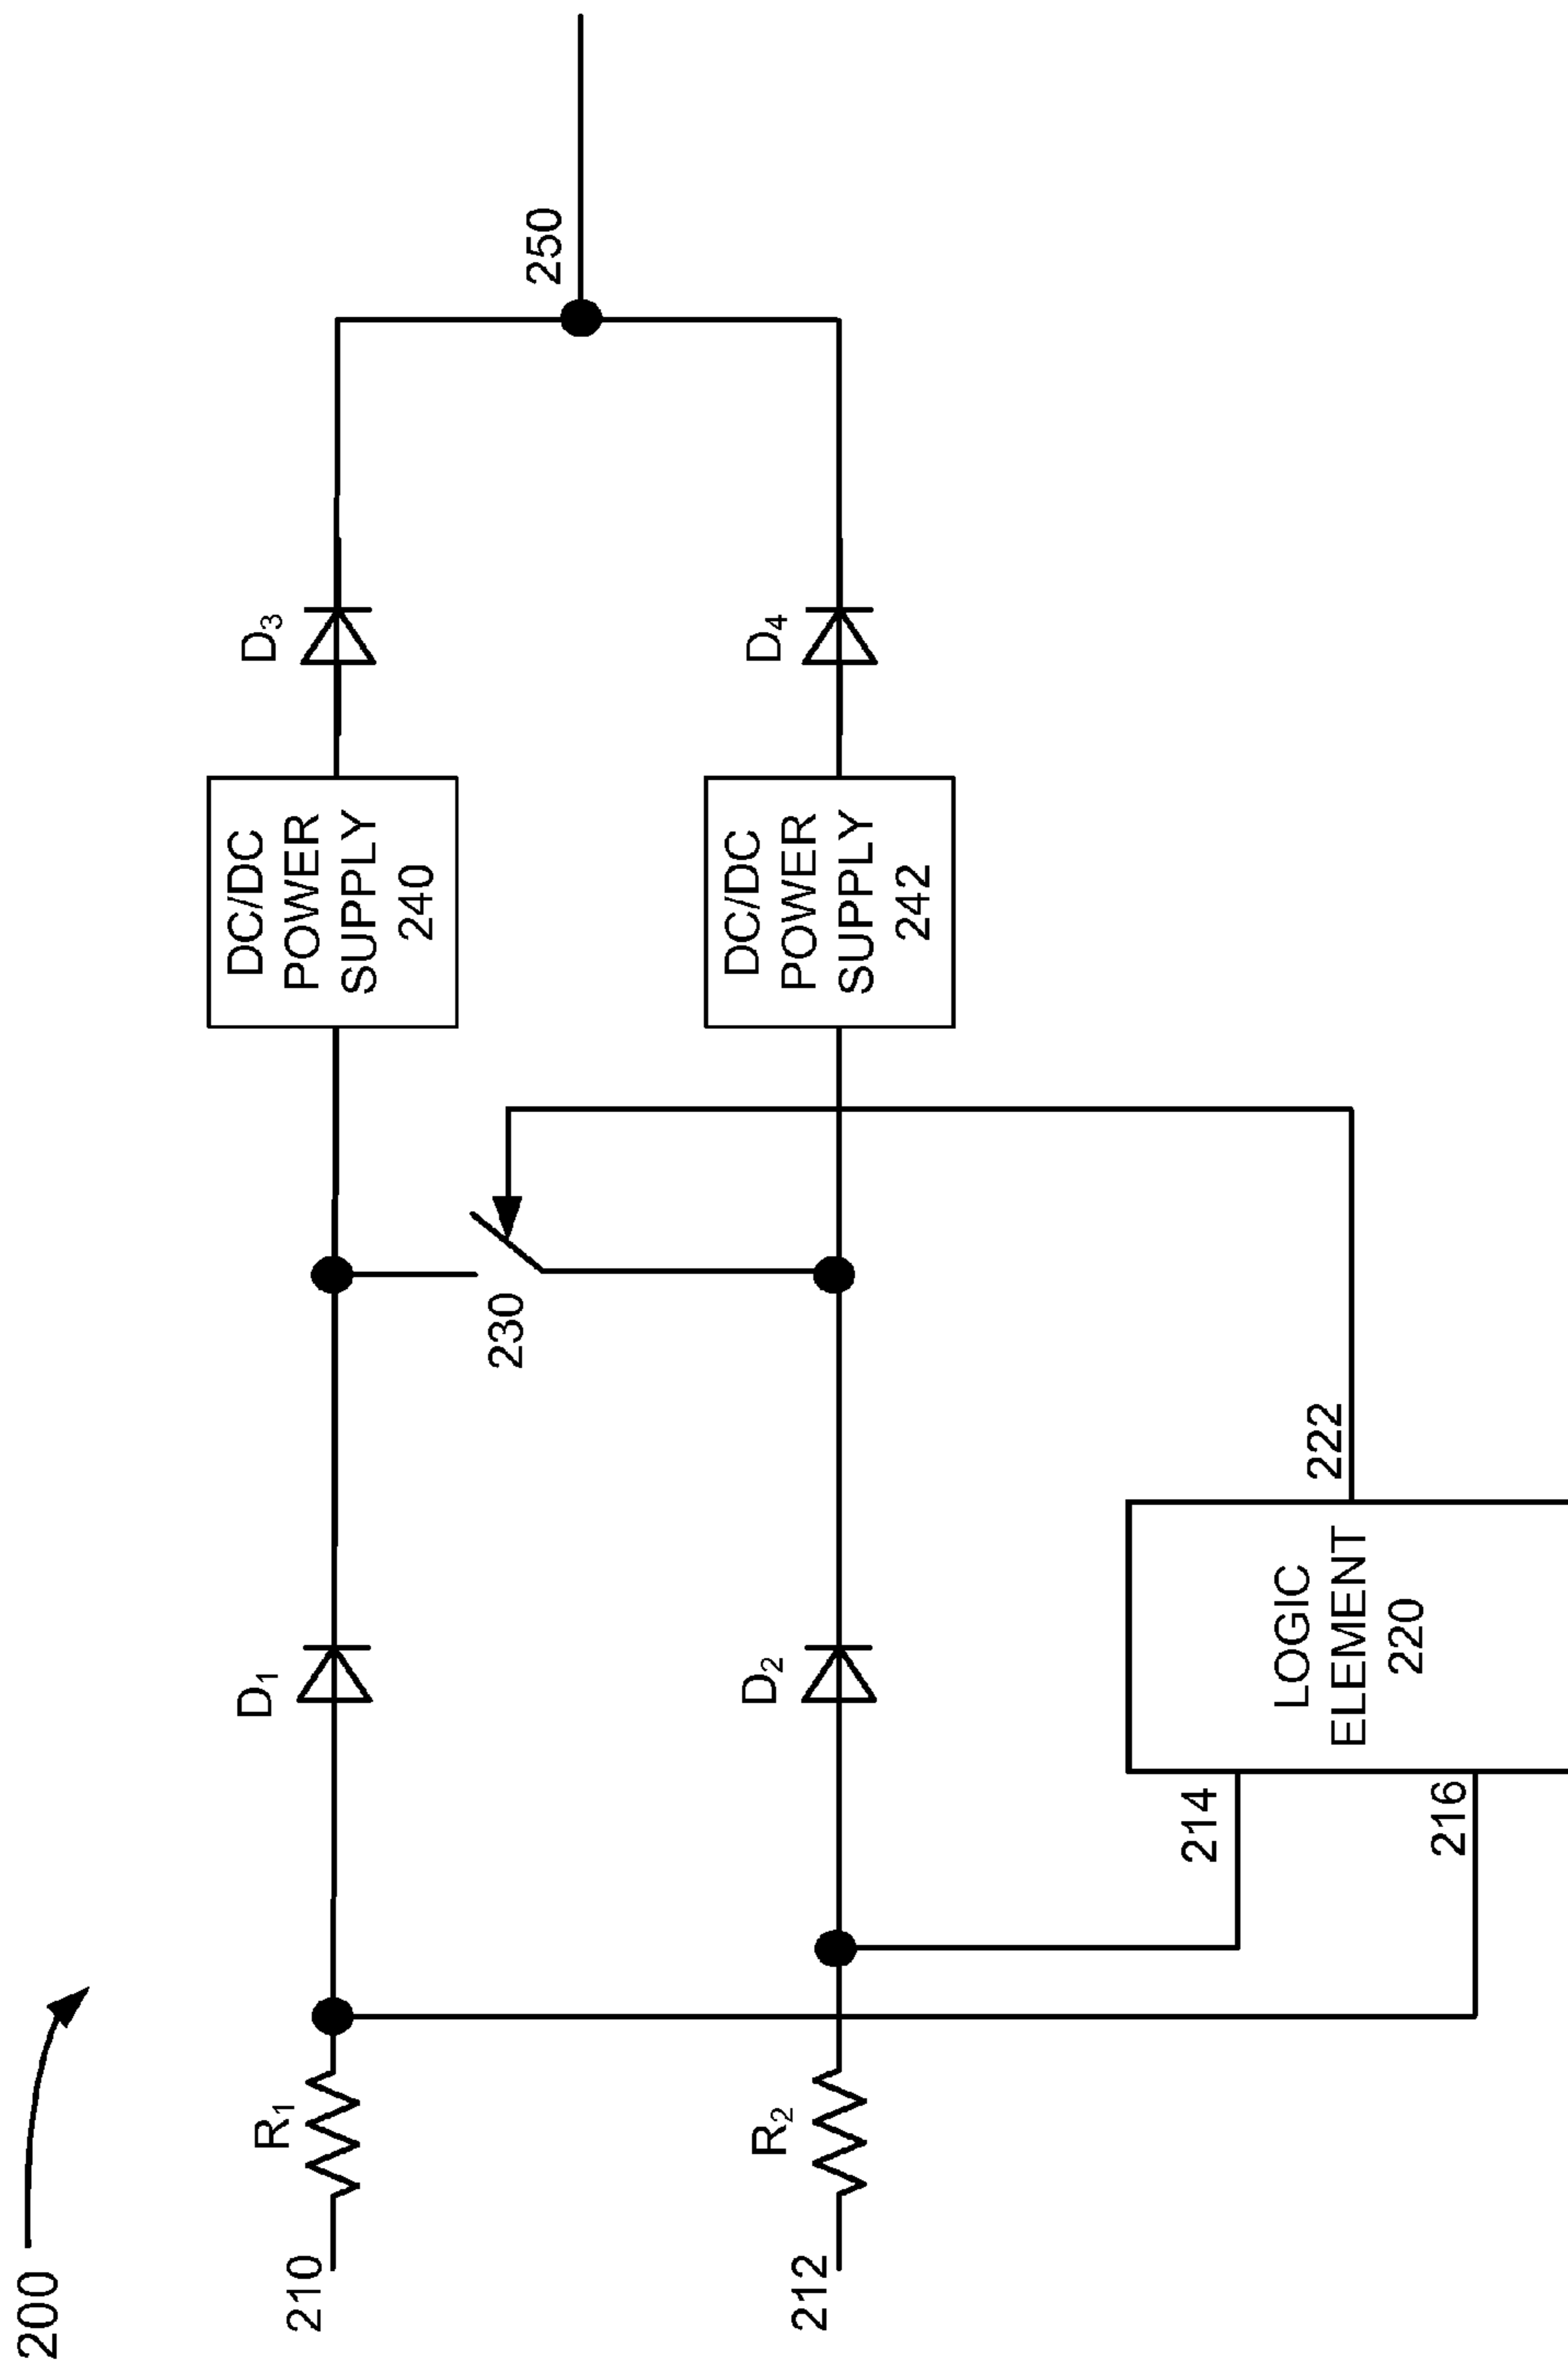 200
210
R1
D1
DC/DC
POWER
SUPPLY
240
D3
250
230
212
R2
D2
DC/DC
POWER
SUPPLY
242
D4
214
216
LOGIC
ELEMENT
220
222